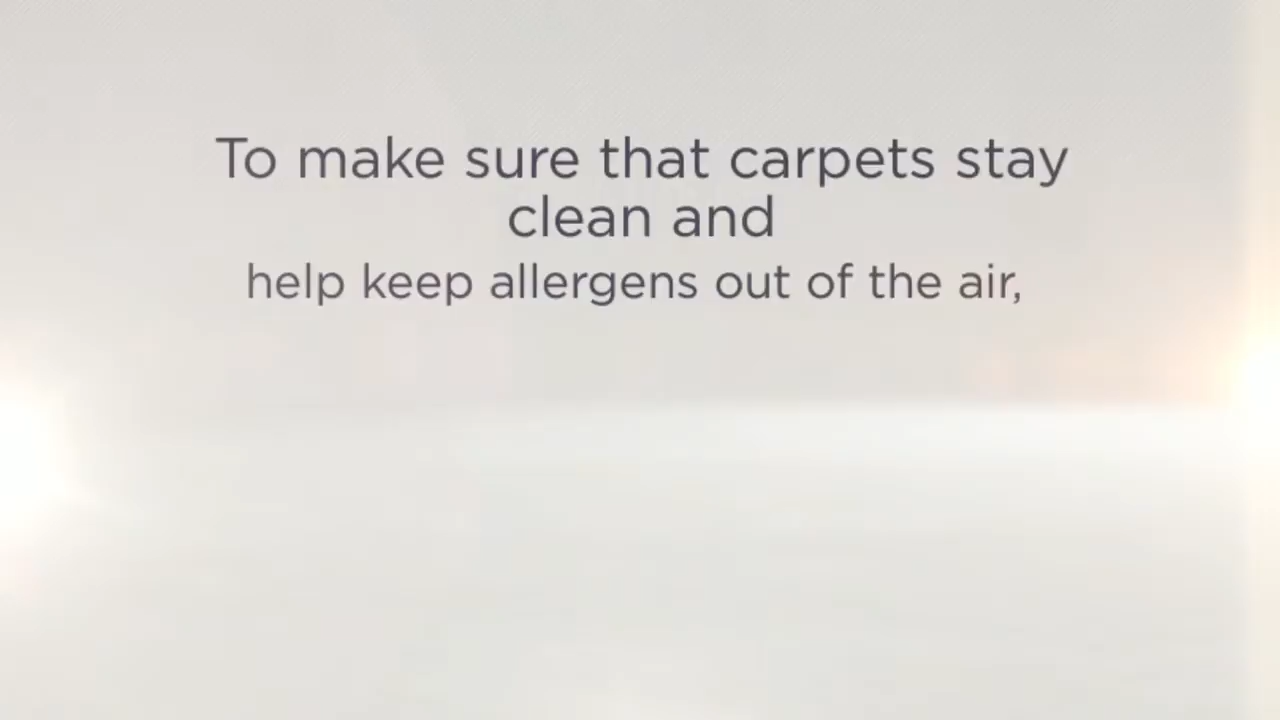 To make sure that carpets stay
clean and
help keep allergens out of the air,